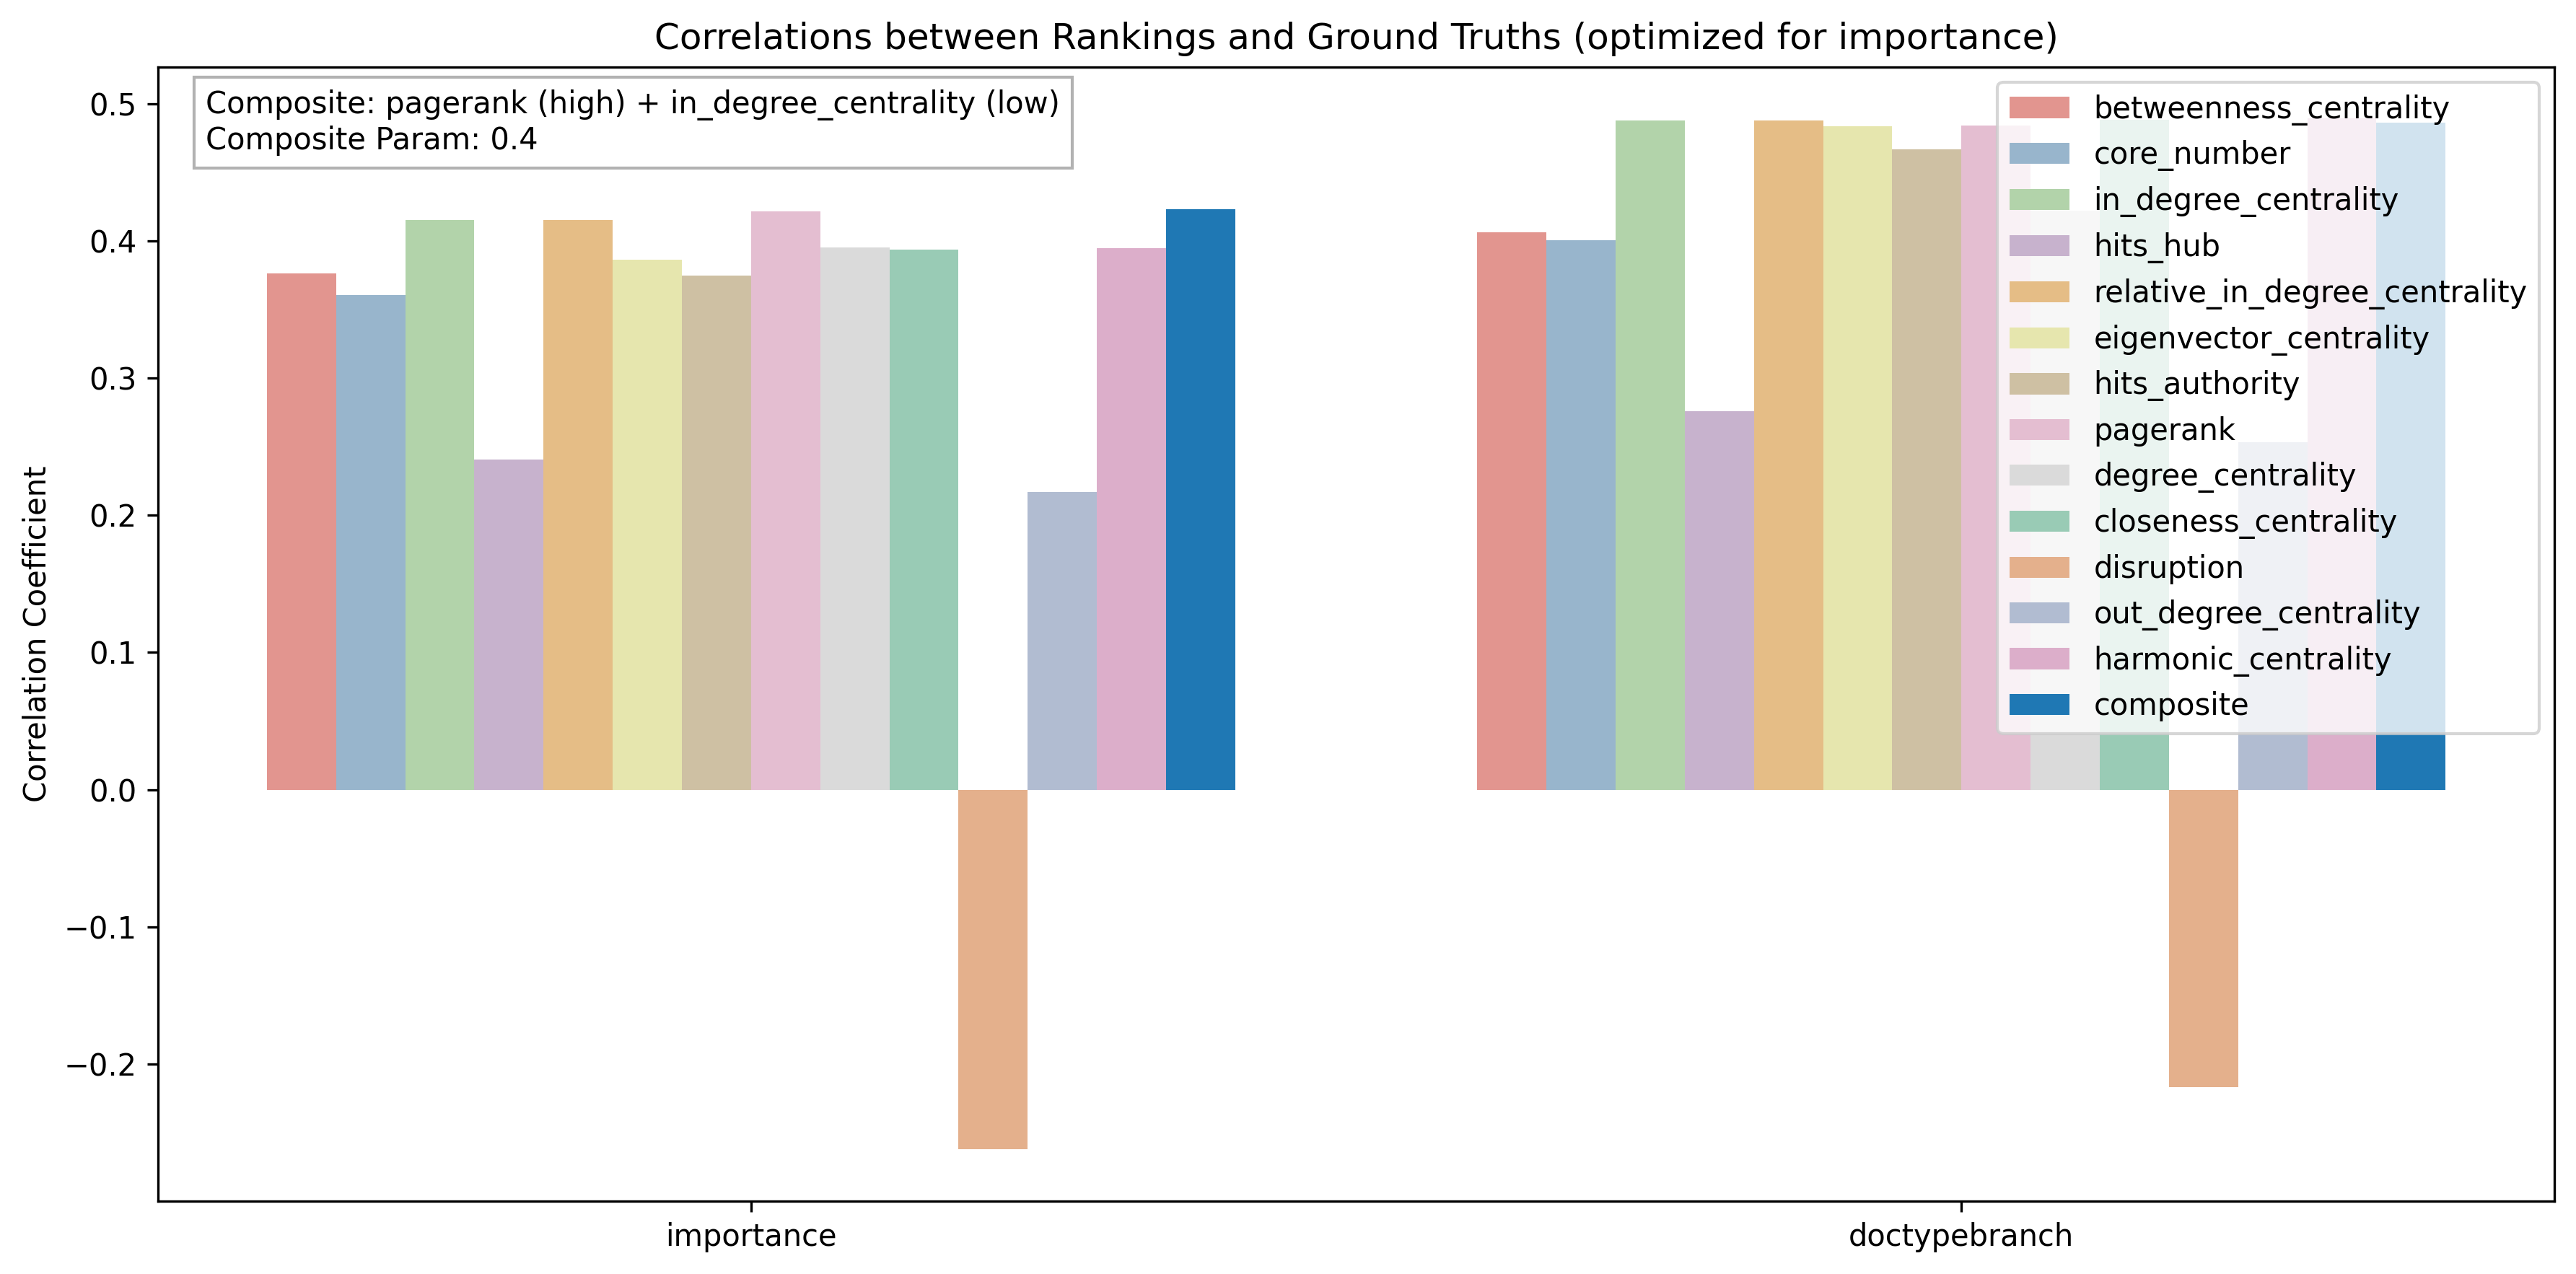 Correlations between Rankings and Ground Truths (optimized for importance)
Composite: pagerank (high) + in_degree_centrality (low)
Composite Param: 0.4
betweenness_centrality
core_number
in_degree_centrality
hits_hub
relative_in_degree_centrality
eigenvector_centrality
hits_authority
pagerank
degree_centrality
closeness_centrality
disruption
out_degree_centrality
harmonic_centrality
composite
Correlation Coefficient
0.5
0.4
0.3
0.2
0.1
0.0
−0.1
−0.2
importance
doctypebranch